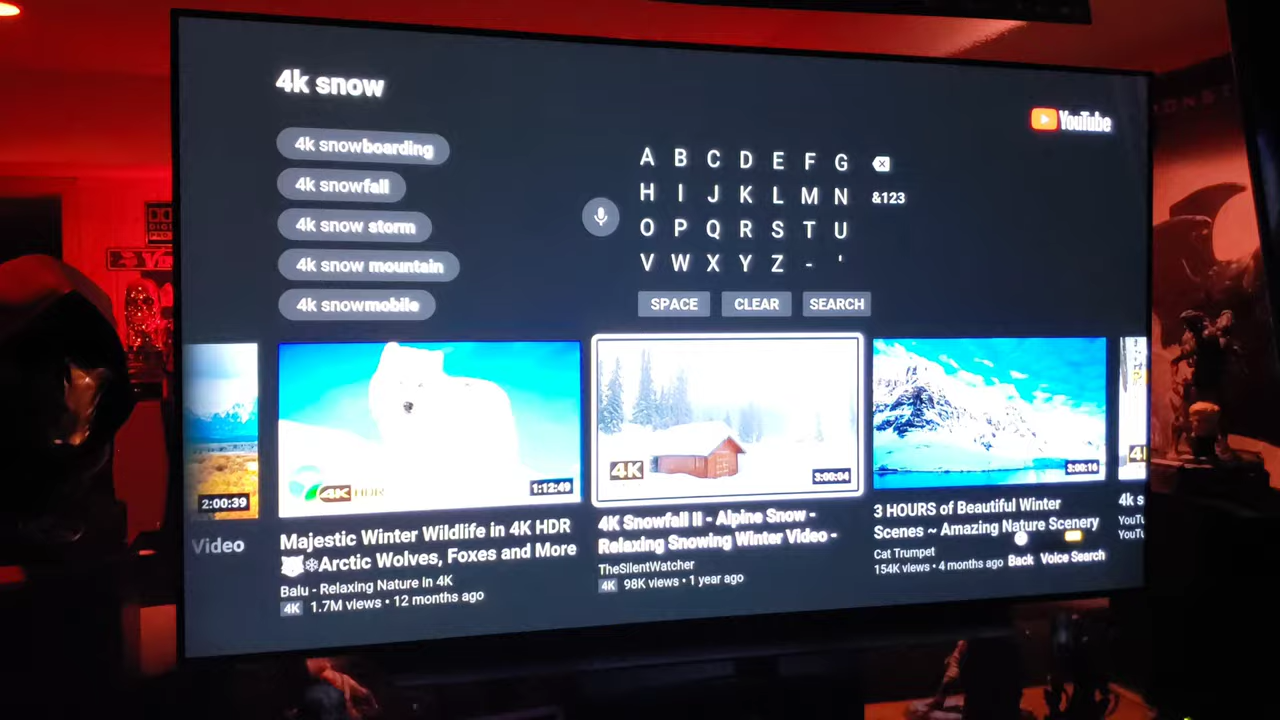 4k snow
YouTube
4k snowboarding
4k snowfall
4k snow storm
4k snow mountain
4k snowmobile
A B C D E F G
H I J K L M N &123
O P Q R S T U
V W X Y Z - '
SPACE CLEAR SEARCH
2:00:39
Video
4K HDR
1:12:49
Majestic Winter Wildlife in 4K HDR
Arctic Wolves, Foxes and More
Balu - Relaxing Nature in 4K
4K 1.7M views • 12 months ago
4K
3:00:04
4K Snowfall II - Alpine Snow -
Relaxing Snowing Winter Video -
TheSilentWatcher
4K 98K views • 1 year ago
3:00:16
3 HOURS of Beautiful Winter
Scenes ~ Amazing Nature Scenery
Cat Trumpet
154K views • 4 months ago
4k s
YouTu
YouTu
Back Voice Search